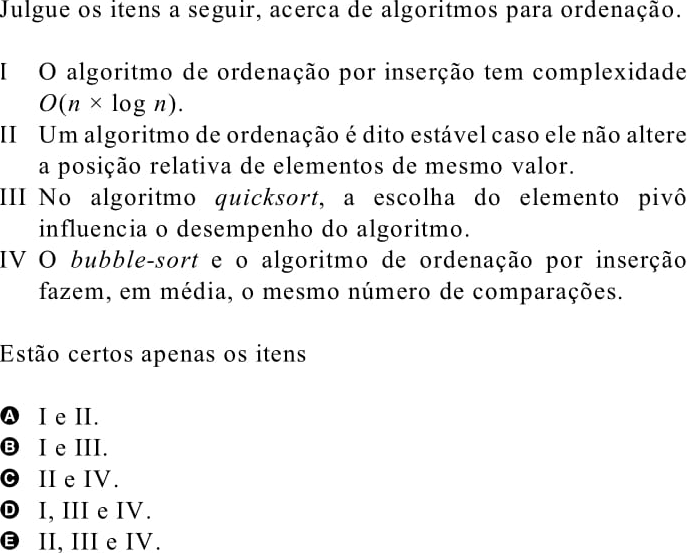 Julgue os itens a seguir, acerca de algoritmos para ordenação.
I O algoritmo de ordenação por inserção tem complexidade
O(n × log n).
II Um algoritmo de ordenação é dito estável caso ele não altere
a posição relativa de elementos de mesmo valor.
III No algoritmo quicksort, a escolha do elemento pivô
influencia o desempenho do algoritmo.
IV O bubble-sort e o algoritmo de ordenação por inserção
fazem, em média, o mesmo número de comparações.
Estão certos apenas os itens
A I e II.
B I e III.
C II e IV.
D I, III e IV.
E II, III e IV.